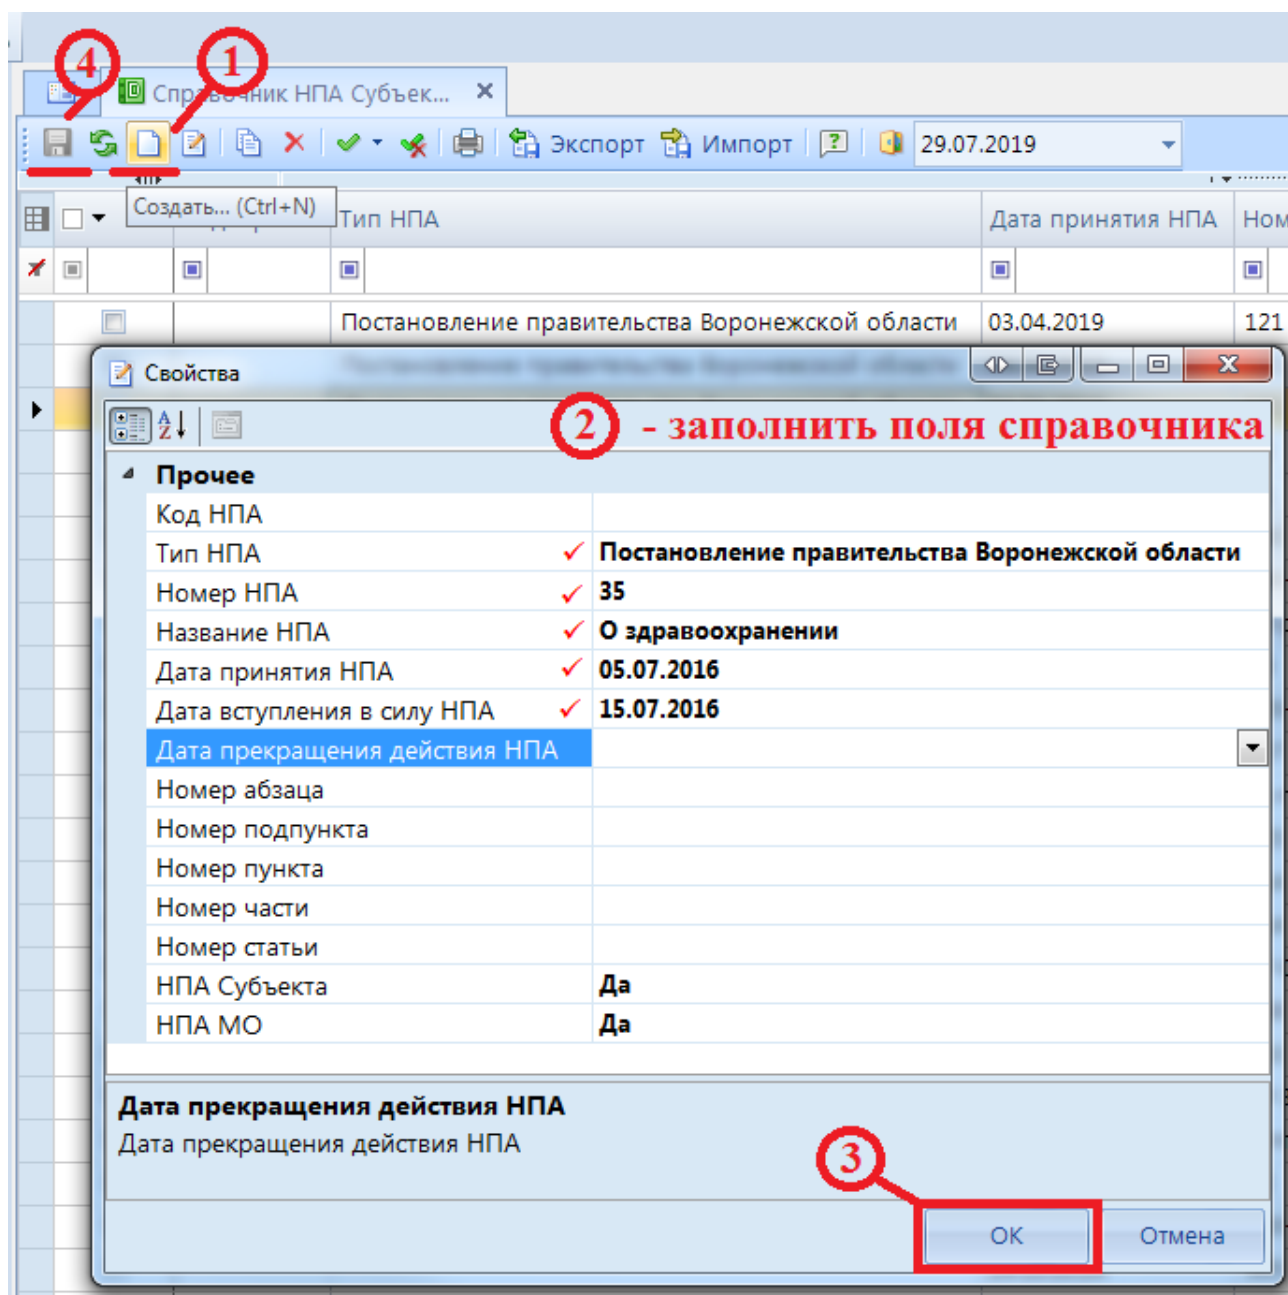 4 1
Справочник НПА Субъек...
Экспорт Импорт 29.07.2019
Создать... (Ctrl+N)
Тип НПА Дата принятия НПА Ном
Постановление правительства Воронежской области 03.04.2019 121
Свойства
2 - заполнить поля справочника
Прочее
Код НПА
Тип НПА Постановление правительства Воронежской области
Номер НПА 35
Название НПА О здравоохранении
Дата принятия НПА 05.07.2016
Дата вступления в силу НПА 15.07.2016
Дата прекращения действия НПА
Номер абзаца
Номер подпункта
Номер пункта
Номер части
Номер статьи
НПА Субъекта Да
НПА МО Да
Дата прекращения действия НПА
Дата прекращения действия НПА
3
ОК Отмена